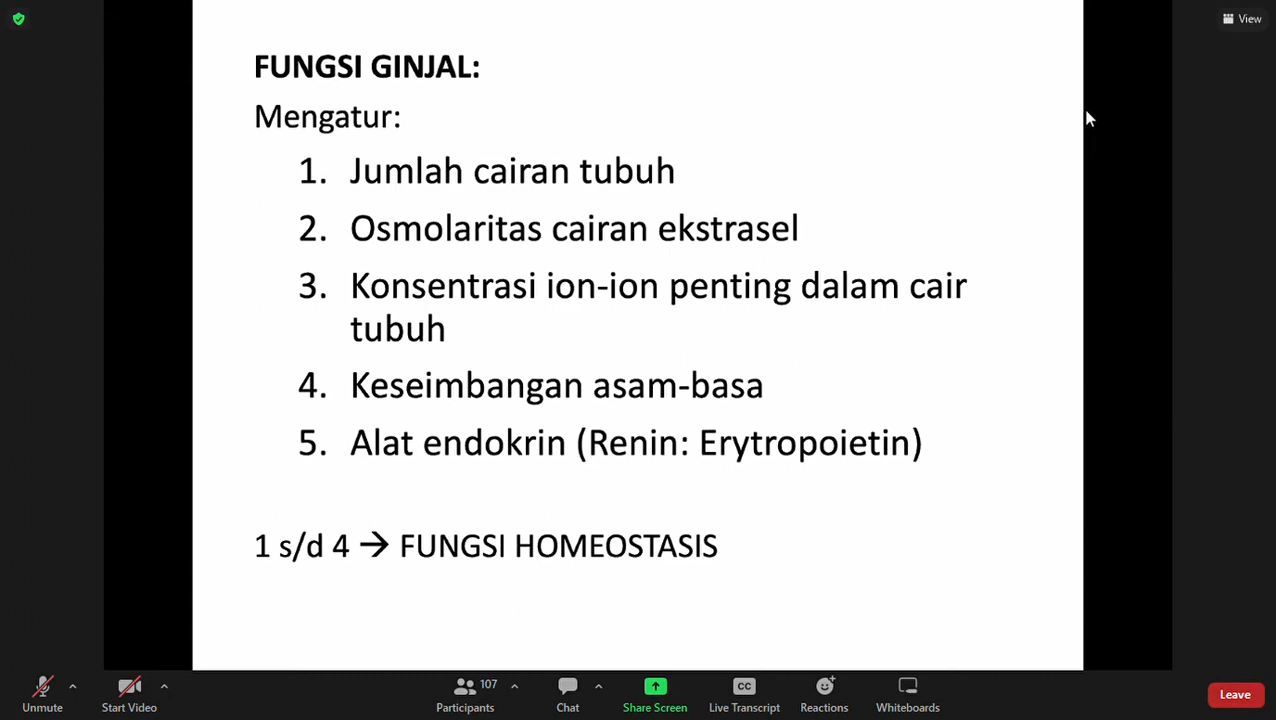 View
FUNGSI GINJAL:
Mengatur:
1. Jumlah cairan tubuh
2. Osmolaritas cairan ekstrasel
3. Konsentrasi ion-ion penting dalam cair
tubuh
4. Keseimbangan asam-basa
5. Alat endokrin (Renin: Erytropoietin)
1 s/d 4 → FUNGSI HOMEOSTASIS
107
CC
Unmute Start Video Participants Chat Share Screen Live Transcript Reactions Whiteboards Leave